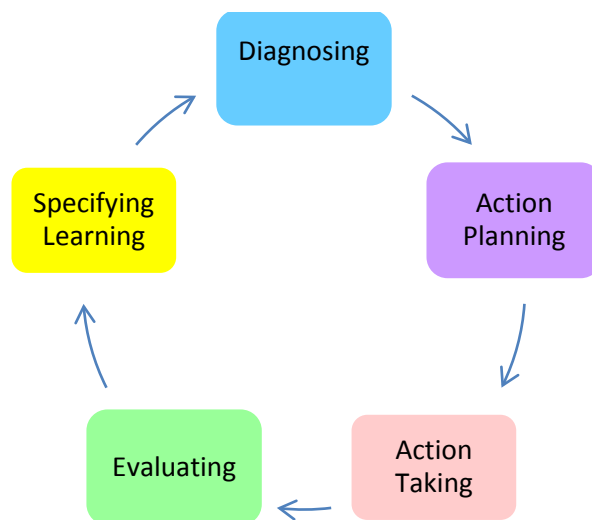 Diagnosing
Action
Planning
Action
Taking
Evaluating
Specifying
Learning